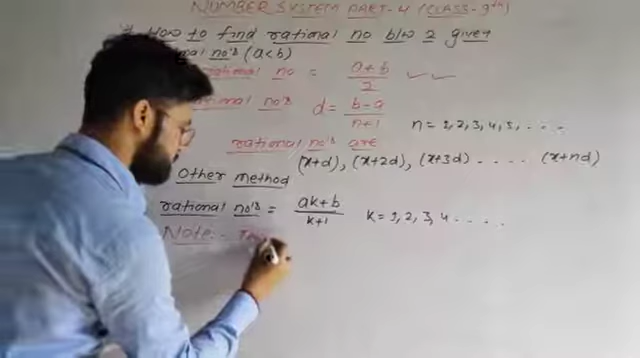 NUMBER SYSTEM PART-4 (CLASS-9th)
How to find rational no b/w 2 given
nal no's (a<b)
rational no = a+b/2 ✓✓
no's d = b-a/n+1 n = 1, 2, 3, 4, 5, ....
rational no's are
(x+d), (x+2d), (x+3d) ..... (x+nd)
Other method
rational no's = ak+b/k+1 k = 1, 2, 3, 4 .....
Note:-